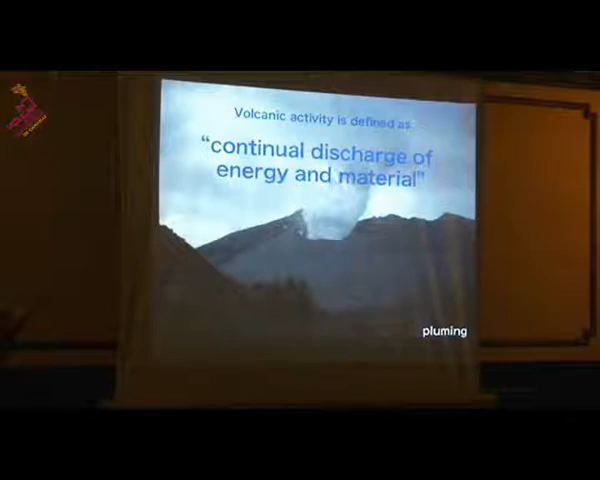 Volcanic activity is defined as
“continual discharge of
energy and material”
pluming